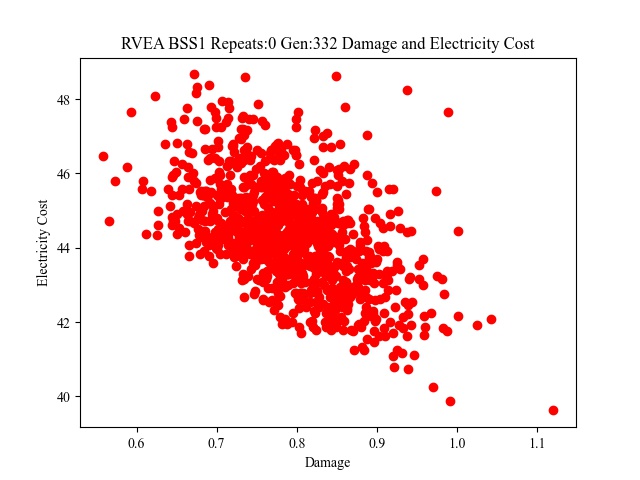 RVEA BSS1 Repeats:0 Gen:332 Damage and Electricity Cost
48
46
44
42
40
Electricity Cost
0.6 0.7 0.8 0.9 1.0 1.1
Damage